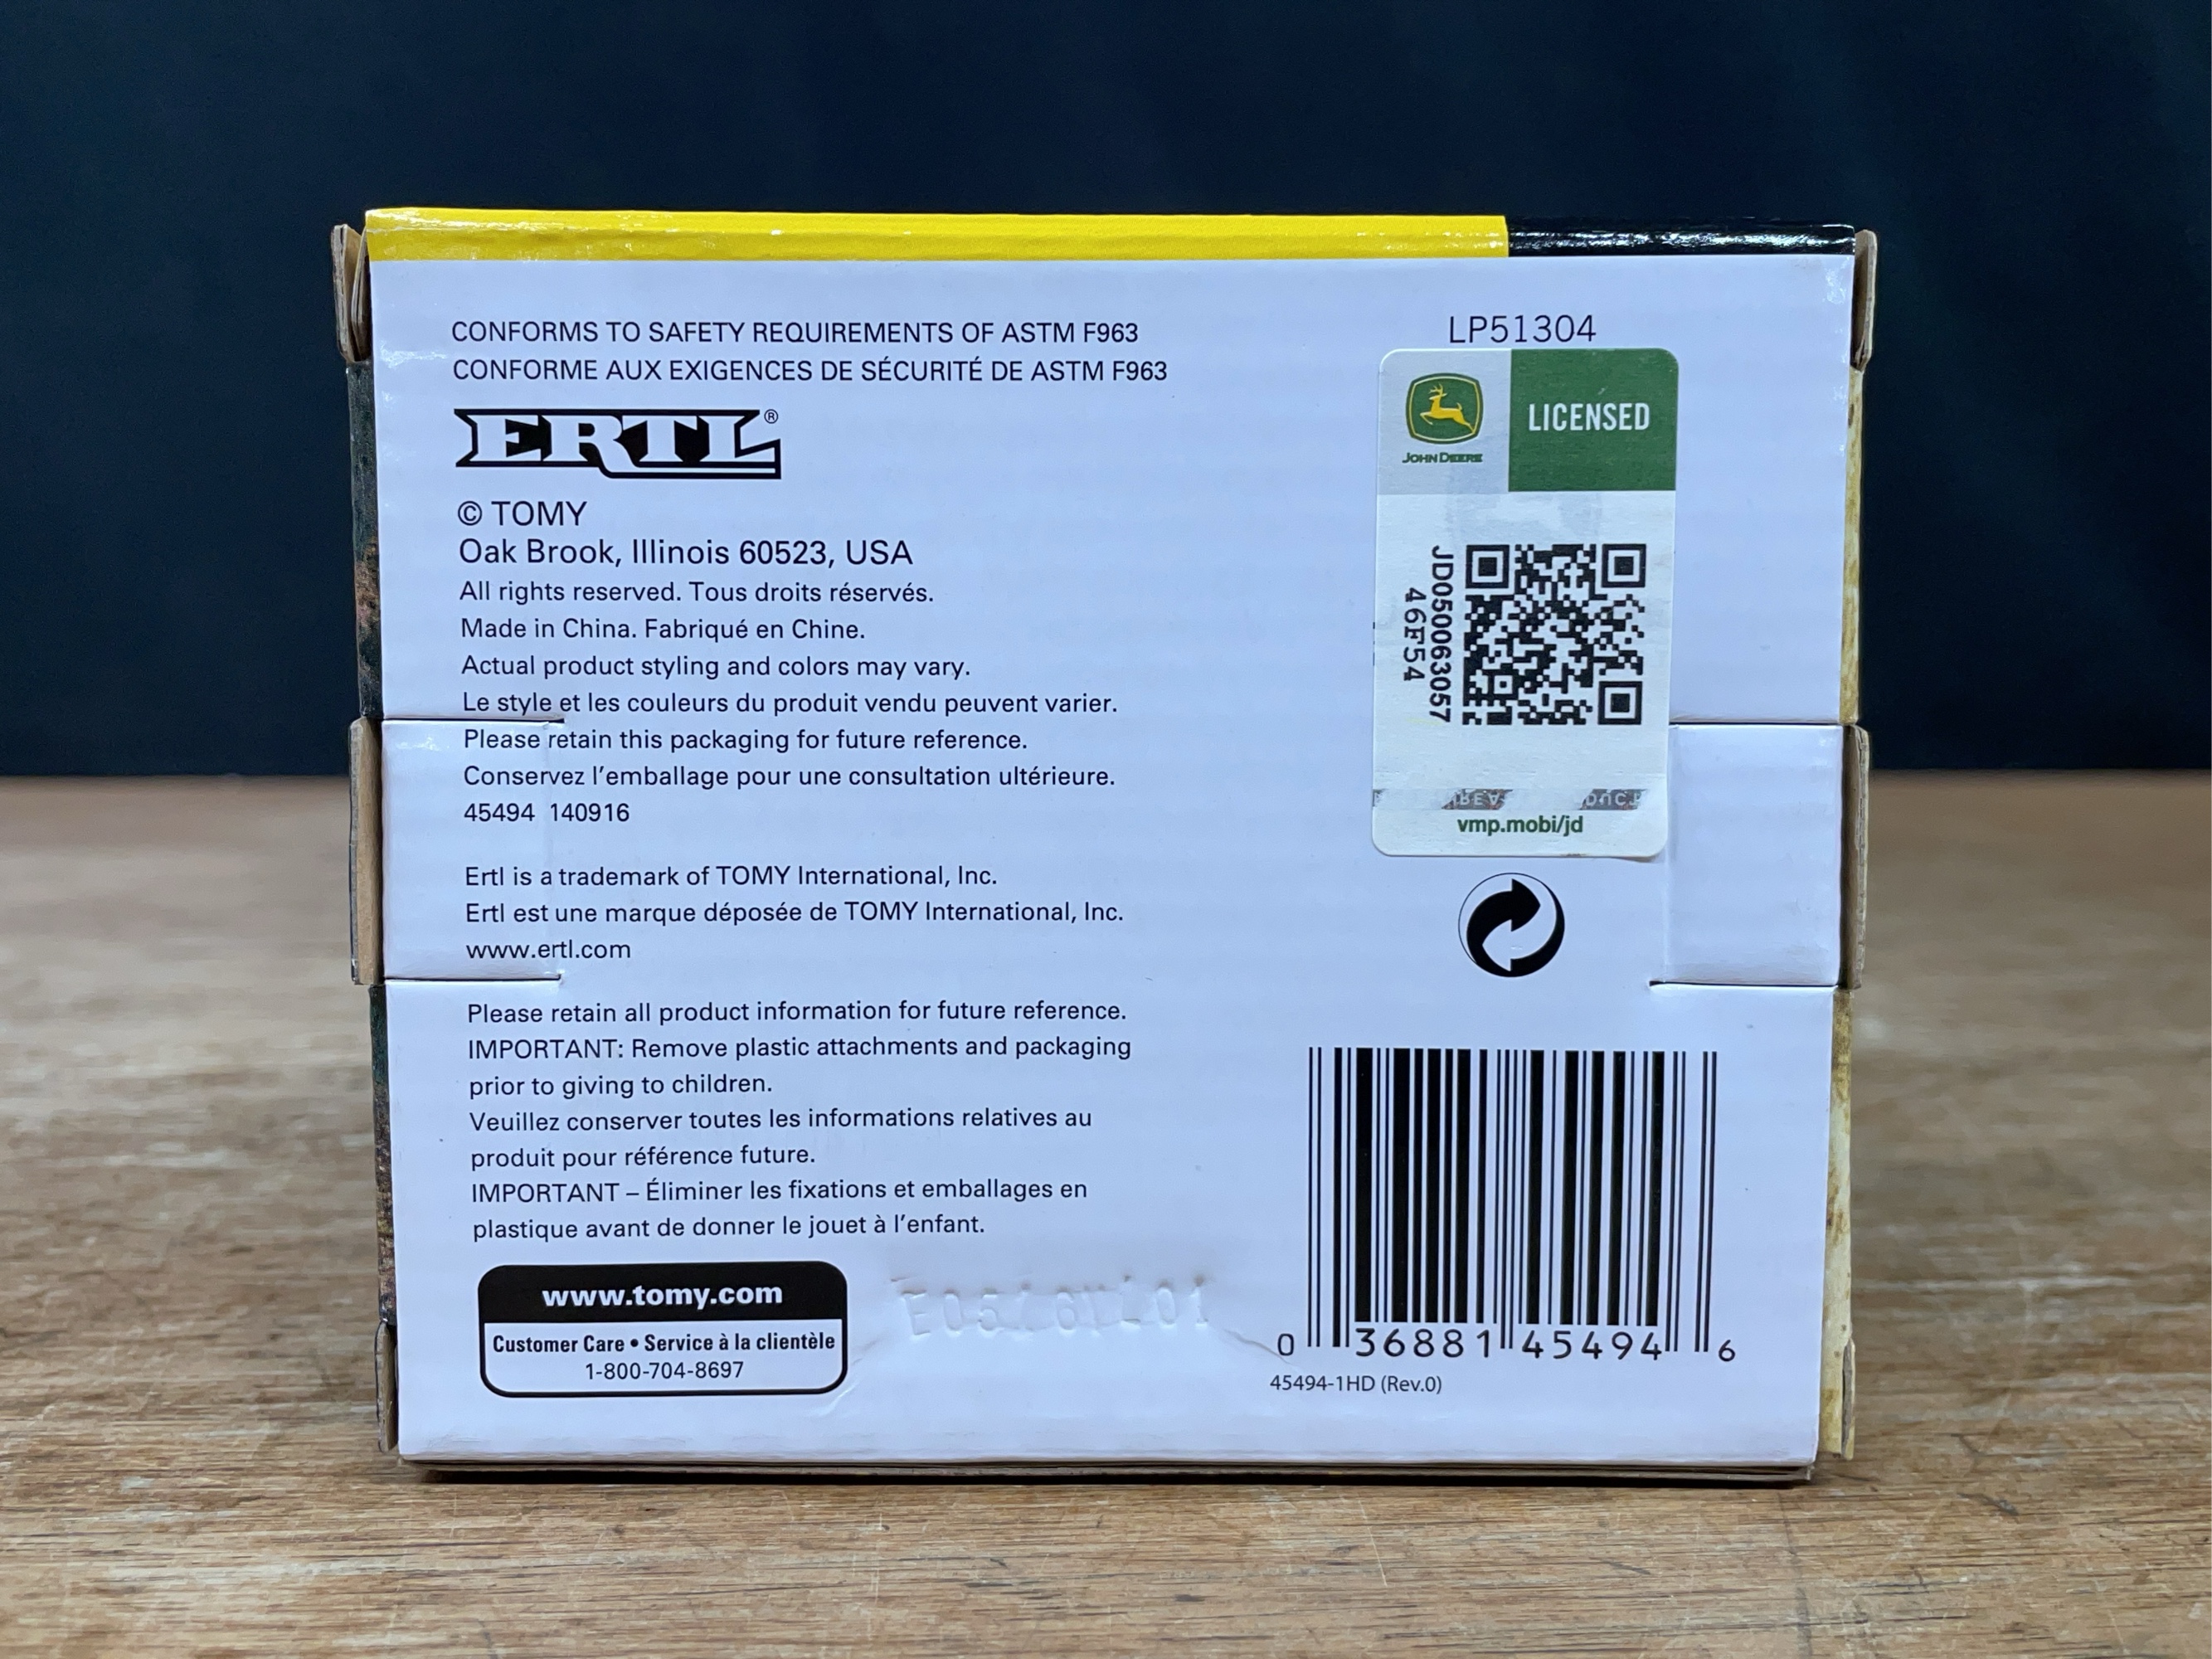 CONFORMS TO SAFETY REQUIREMENTS OF ASTM F963
CONFORME AUX EXIGENCES DE SÉCURITÉ DE ASTM F963
ERTL®
© TOMY
Oak Brook, Illinois 60523, USA
All rights reserved. Tous droits réservés.
Made in China. Fabriqué en Chine.
Actual product styling and colors may vary.
Le style et les couleurs du produit vendu peuvent varier.
Please retain this packaging for future reference.
Conservez l'emballage pour une consultation ultérieure.
45494 140916
Ertl is a trademark of TOMY International, Inc.
Ertl est une marque déposée de TOMY International, Inc.
www.ertl.com
Please retain all product information for future reference.
IMPORTANT: Remove plastic attachments and packaging
prior to giving to children.
Veuillez conserver toutes les informations relatives au
produit pour référence future.
IMPORTANT – Éliminer les fixations et emballages en
plastique avant de donner le jouet à l'enfant.
www.tomy.com
Customer Care • Service à la clientèle
1-800-704-8697
LP51304
JOHN DEERE
LICENSED
JD0500063057
46F54
vmp.mobi/jd
0 36881 45494 6
45494-1HD (Rev.0)